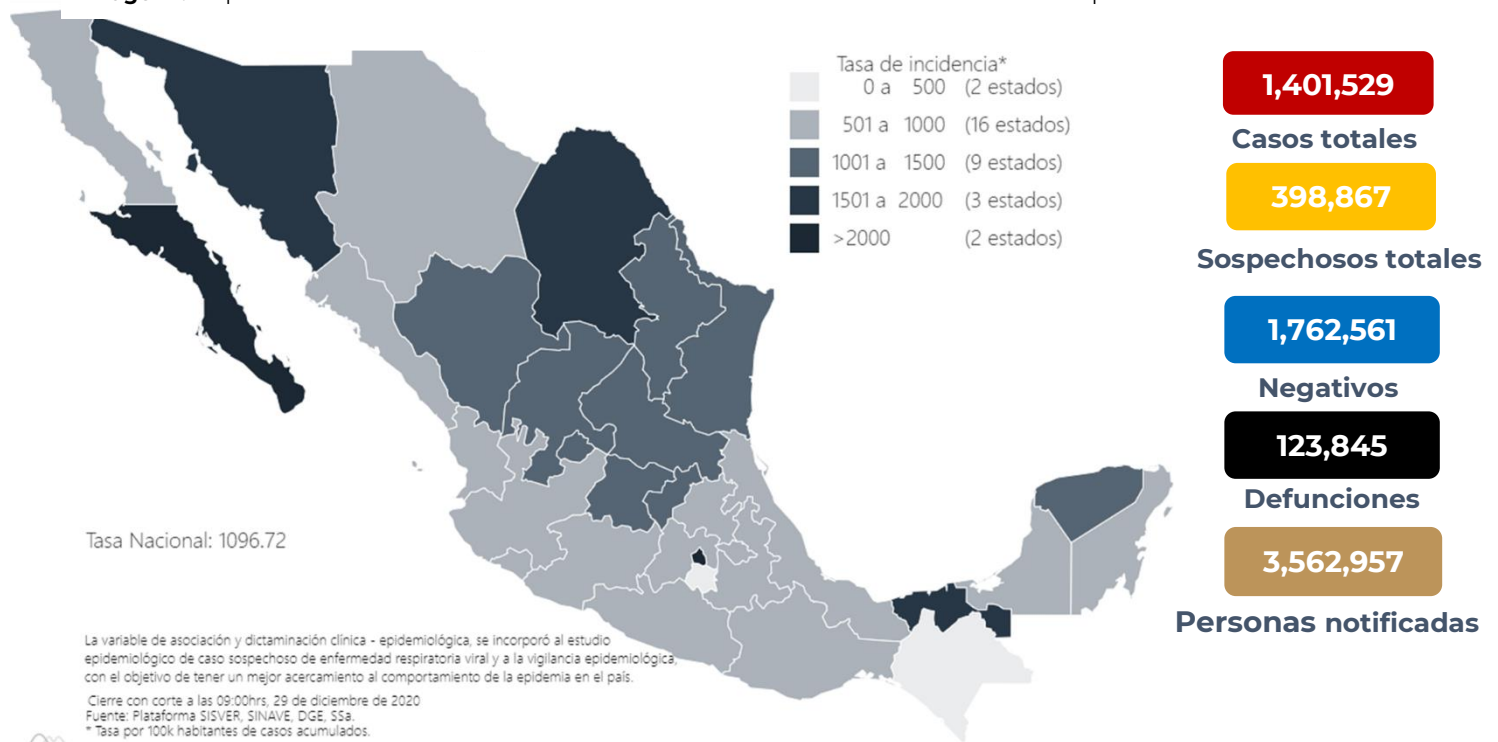 Tasa de incidencia*
0 a 500 (2 estados)
501 a 1000 (16 estados)
1001 a 1500 (9 estados)
1501 a 2000 (3 estados)
>2000 (2 estados)
1,401,529
Casos totales
398,867
Sospechosos totales
1,762,561
Negativos
123,845
Defunciones
3,562,957
Personas notificadas
Tasa Nacional: 1096.72
La variable de asociación y dictaminación clínica - epidemiológica, se incorporó al estudio
epidemiológico de caso sospechoso de enfermedad respiratoria viral y a la vigilancia epidemiológica,
con el objetivo de tener un mejor acercamiento al comportamiento de la epidemia en el país.
Cierre con corte a las 09:00hrs, 29 de diciembre de 2020
Fuente: Plataforma SISVER, SINAVE, DGE, SSa.
* Tasa por 100k habitantes de casos acumulados.